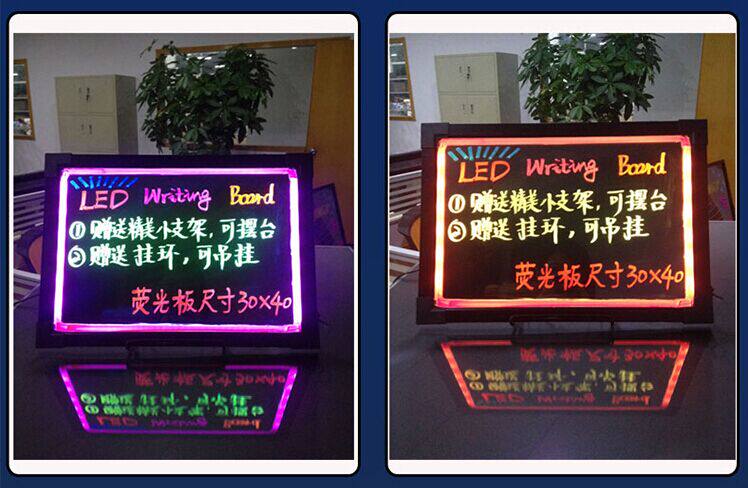 LED Writing Board
①赠送精装小支架,可摆台
②赠送挂环,可吊挂
荧光板尺寸30×40
LED Writing Board
①赠送精装小支架,可摆台
②赠送挂环,可吊挂
荧光板尺寸30×40